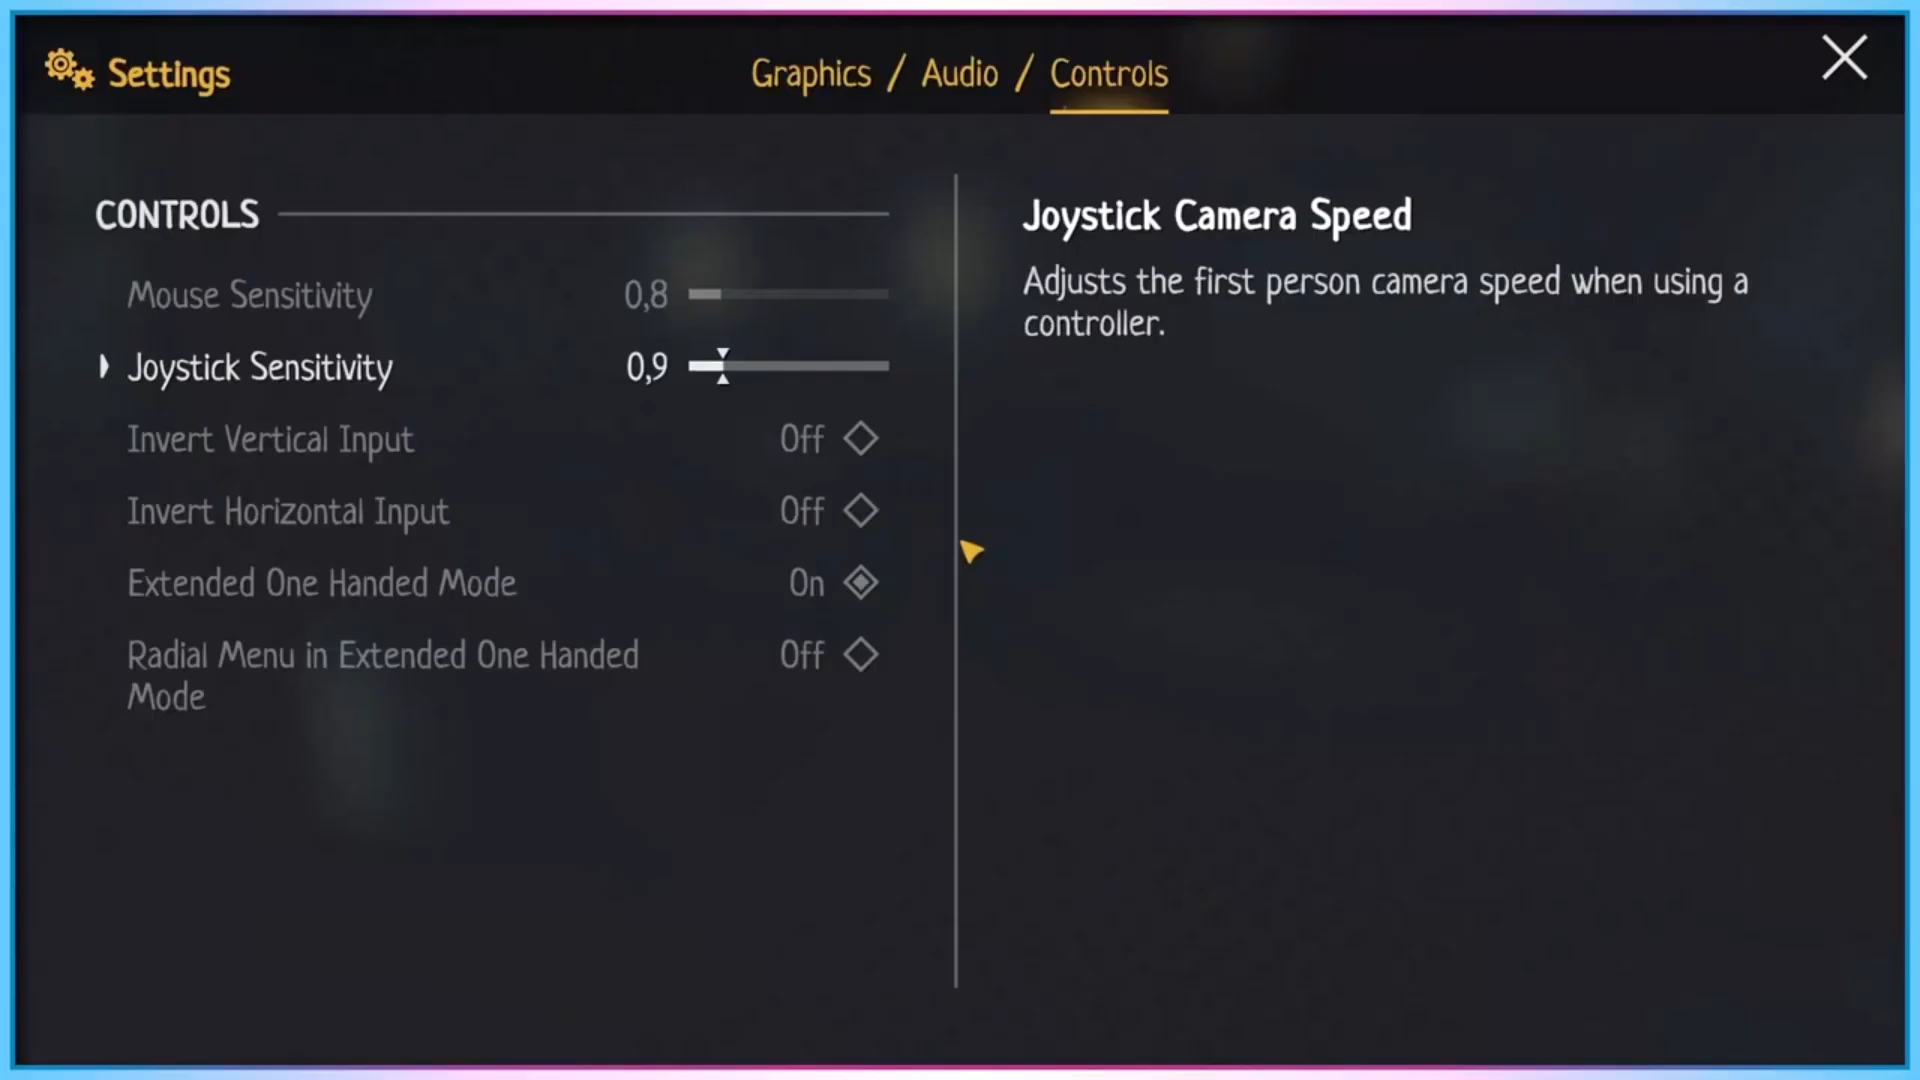 Settings
Graphics / Audio / Controls
CONTROLS
Mouse Sensitivity 0,8
Joystick Sensitivity 0,9
Invert Vertical Input Off
Invert Horizontal Input Off
Extended One Handed Mode On
Radial Menu in Extended One Handed Off
Mode
Joystick Camera Speed
Adjusts the first person camera speed when using a
controller.